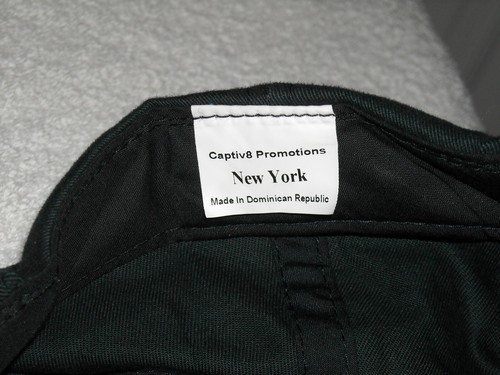 Captiv8 Promotions
New York
Made In Dominican Republic